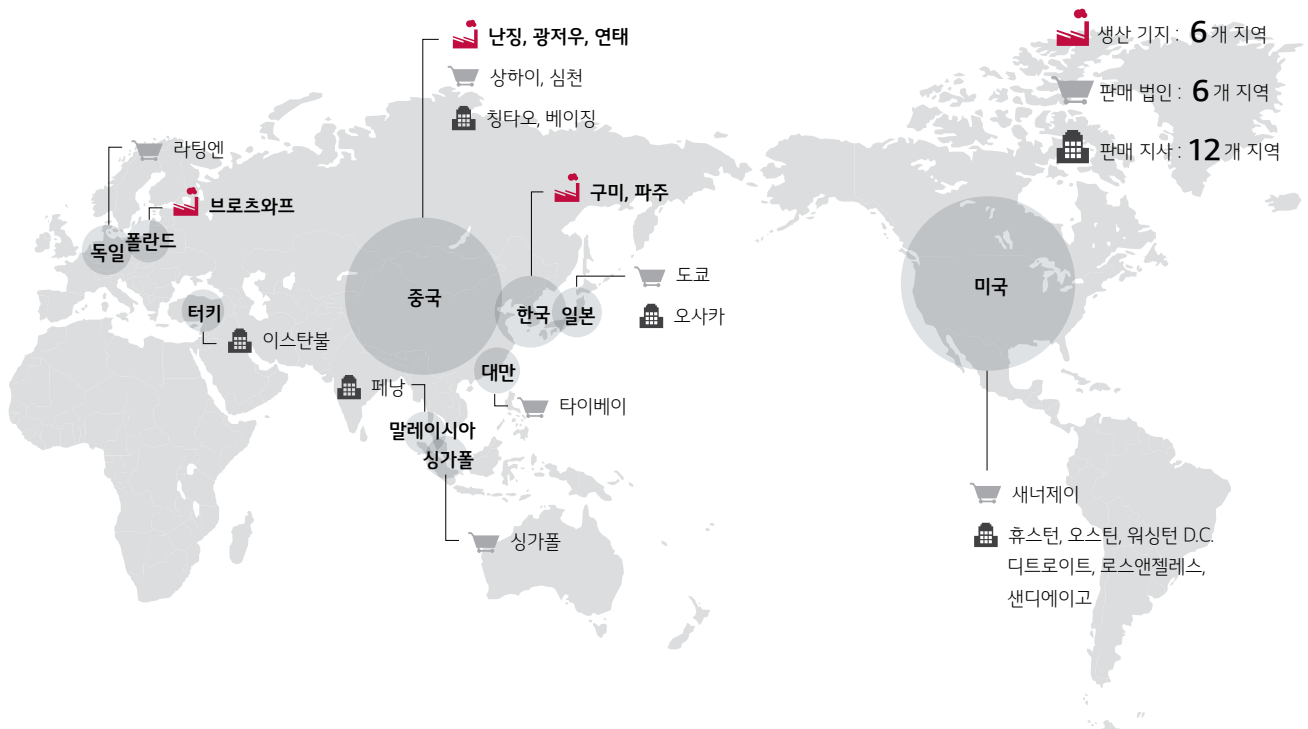 난징, 광저우, 연태
상하이, 심천
칭타오, 베이징
생산 기지 : 6개 지역
판매 법인 : 6개 지역
판매 지사 : 12개 지역
라팅엔
브로츠와프
독일
폴란드
구미, 파주
중국
한국
일본
도쿄
오사카
미국
터키
이스탄불
대만
타이베이
페낭
말레이시아
싱가폴
싱가폴
새너제이
휴스턴, 오스틴, 워싱턴 D.C.
디트로이트, 로스앤젤레스,
샌디에이고